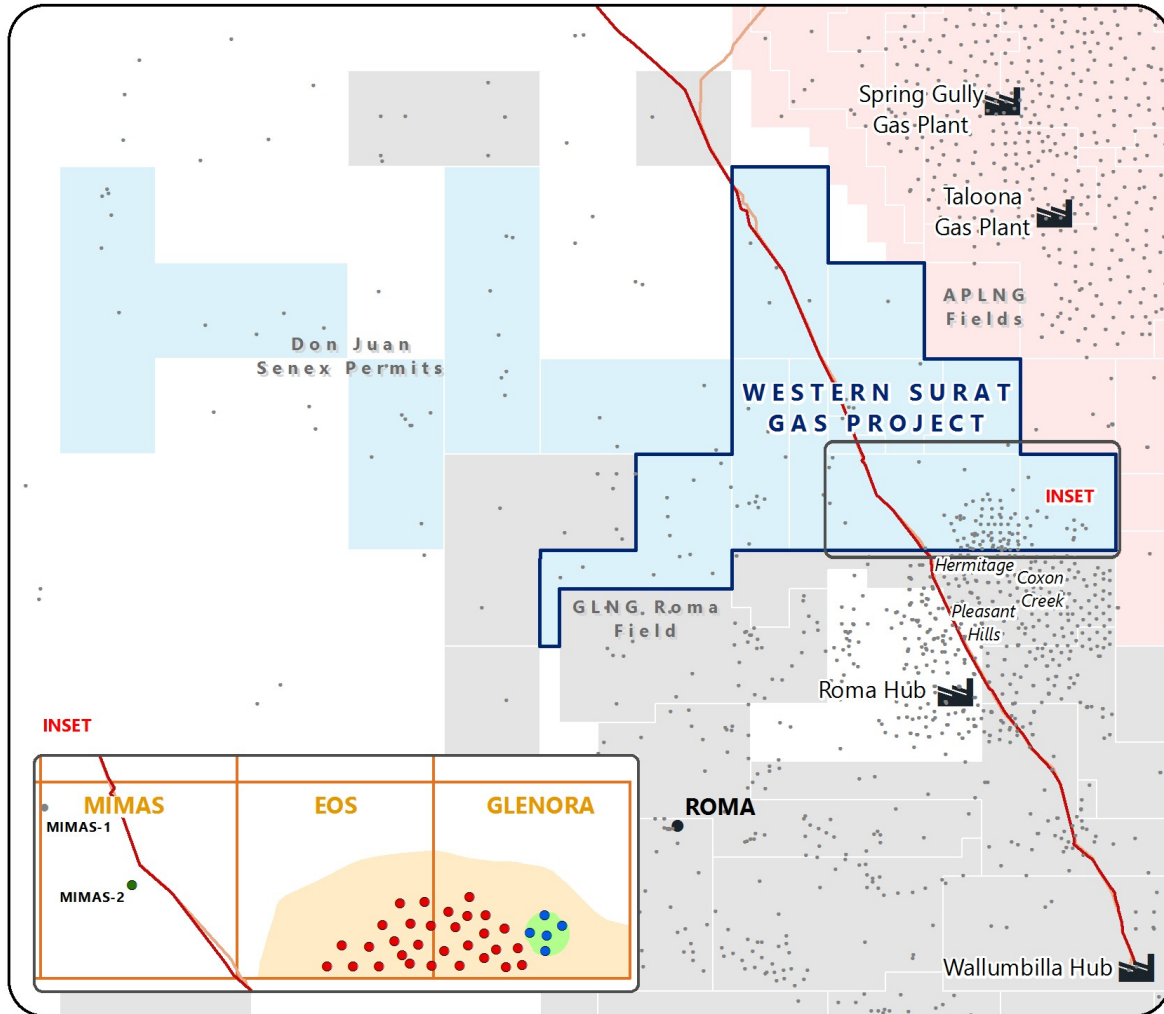 Spring Gully
Gas Plant
Taloona
Gas Plant
APLNG
Fields
Don Juan
Senex Permits
WESTERN SURAT
GAS PROJECT
INSET
Hermitage
Coxon
Creek
Pleasant
Hills
GLNG Roma
Field
Roma Hub
INSET
MIMAS
EOS
GLENORA
MIMAS-1
MIMAS-2
ROMA
Wallumbilla Hub